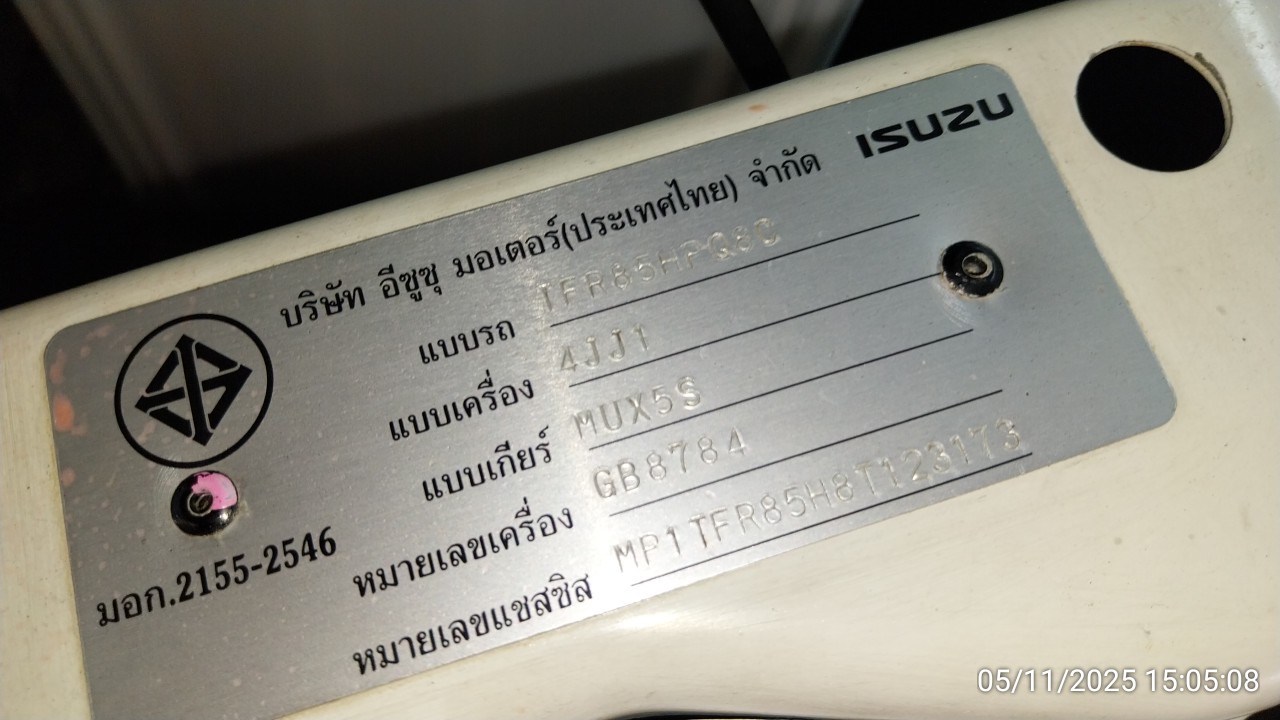 ISUZU
บริษัท อีซูซุ มอเตอร์(ประเทศไทย) จำกัด
แบบรถ
แบบเครื่อง 4JJ1
แบบเกียร์ MUX5S
หมายเลขเครื่อง GB8784
หมายเลขแชสซิส MP1TFR85H8T123173
มอก.2155-2546
05/11/2025 15:05:08